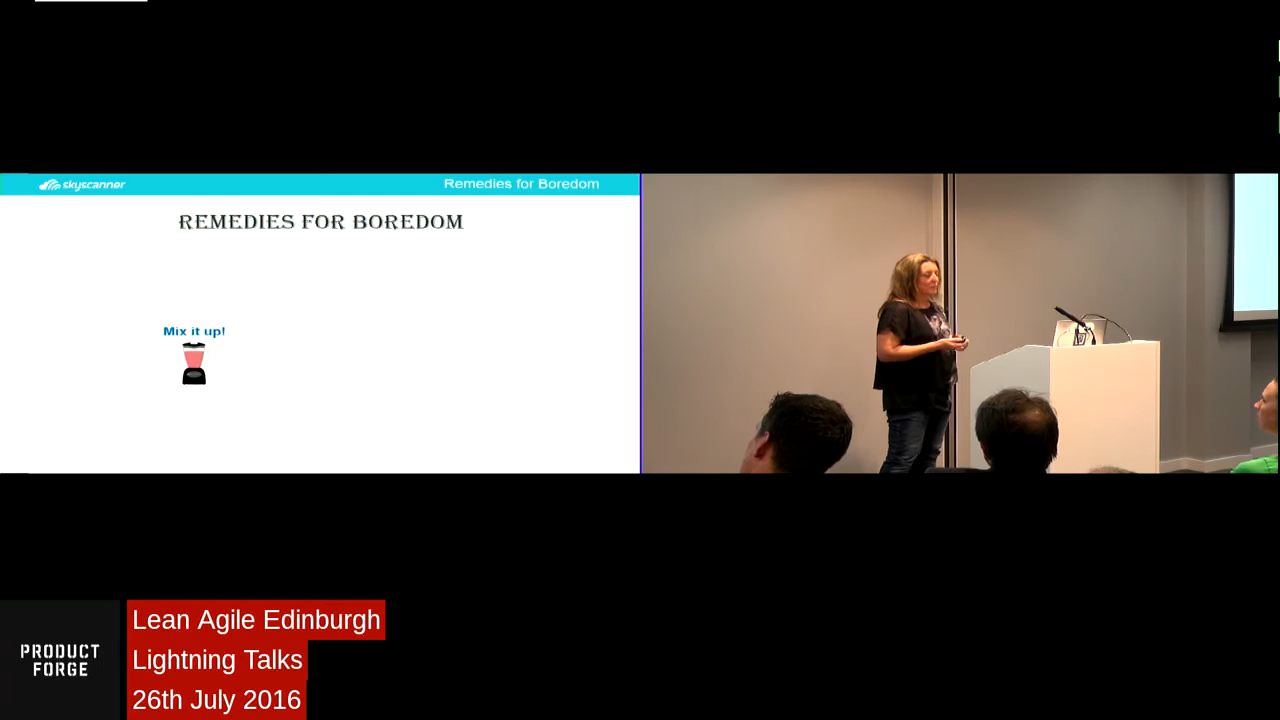 skyscanner
Remedies for Boredom
REMEDIES FOR BOREDOM
Mix it up!
PRODUCT
FORGE
Lean Agile Edinburgh
Lightning Talks
26th July 2016